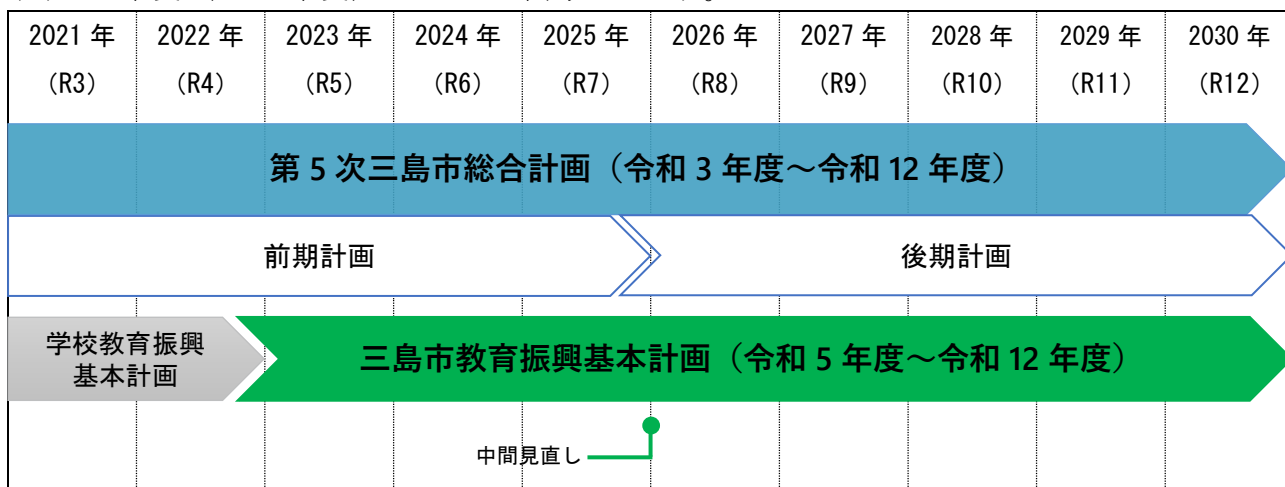 2021 年 2022 年 2023 年 2024 年 2025 年 2026 年 2027 年 2028 年 2029 年 2030 年
（R3） （R4） （R5） （R6） （R7） （R8） （R9） （R10） （R11） （R12）
第 5 次三島市総合計画（令和 3 年度～令和 12 年度）
前期計画 後期計画
学校教育振興
基本計画
三島市教育振興基本計画（令和 5 年度～令和 12 年度）
中間見直し